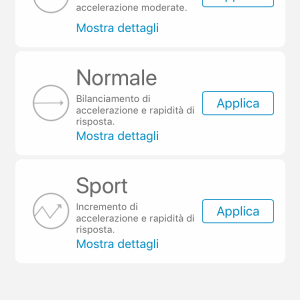 accelerazione moderate.
Mostra dettagli
Normale
Bilanciamento di
accelerazione e rapidità di
risposta.
Applica
Mostra dettagli
Sport
Incremento di
accelerazione e rapidità di
risposta.
Applica
Mostra dettagli